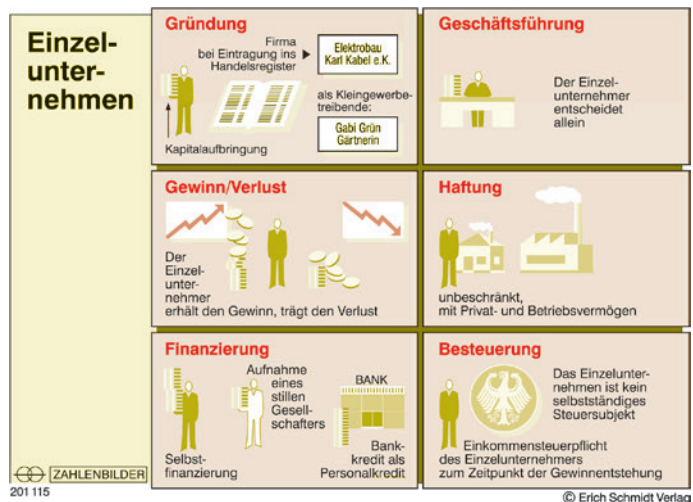 Einzel-
unter-
nehmen
Gründung
Firma
bei Eintragung ins
Handelsregister
Elektrobau
Karl Kabel e.K.
als Kleingewerbe-
treibende:
Gabi Grün
Gärtnerin
Kapitalaufbringung
Geschäftsführung
Der Einzel-
unternehmer
entscheidet
allein
Gewinn/Verlust
Der
Einzel-
unter-
nehmer
erhält den Gewinn, trägt den Verlust
Haftung
unbeschränkt,
mit Privat- und Betriebsvermögen
Finanzierung
Aufnahme
eines
stillen
Gesell-
schafters
BANK
Selbst-
finanzierung
Bank-
kredit als
Personalkredit
Besteuerung
Das Einzelunter-
nehmen ist kein
selbstständiges
Steuersubjekt
Einkommensteuerpflicht
des Einzelunternehmers
zum Zeitpunkt der Gewinnentstehung
ZAHLENBILDER
201 115
© Erich Schmidt Verlag